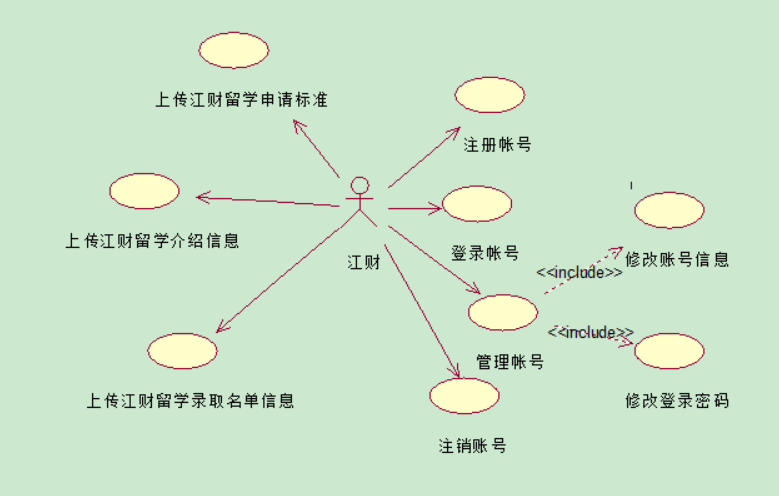 上传江财留学申请标准
注册帐号
上传江财留学介绍信息
登录帐号
江财
<<include>>
修改账号信息
<<include>>
管理帐号
上传江财留学录取名单信息
修改登录密码
注销账号